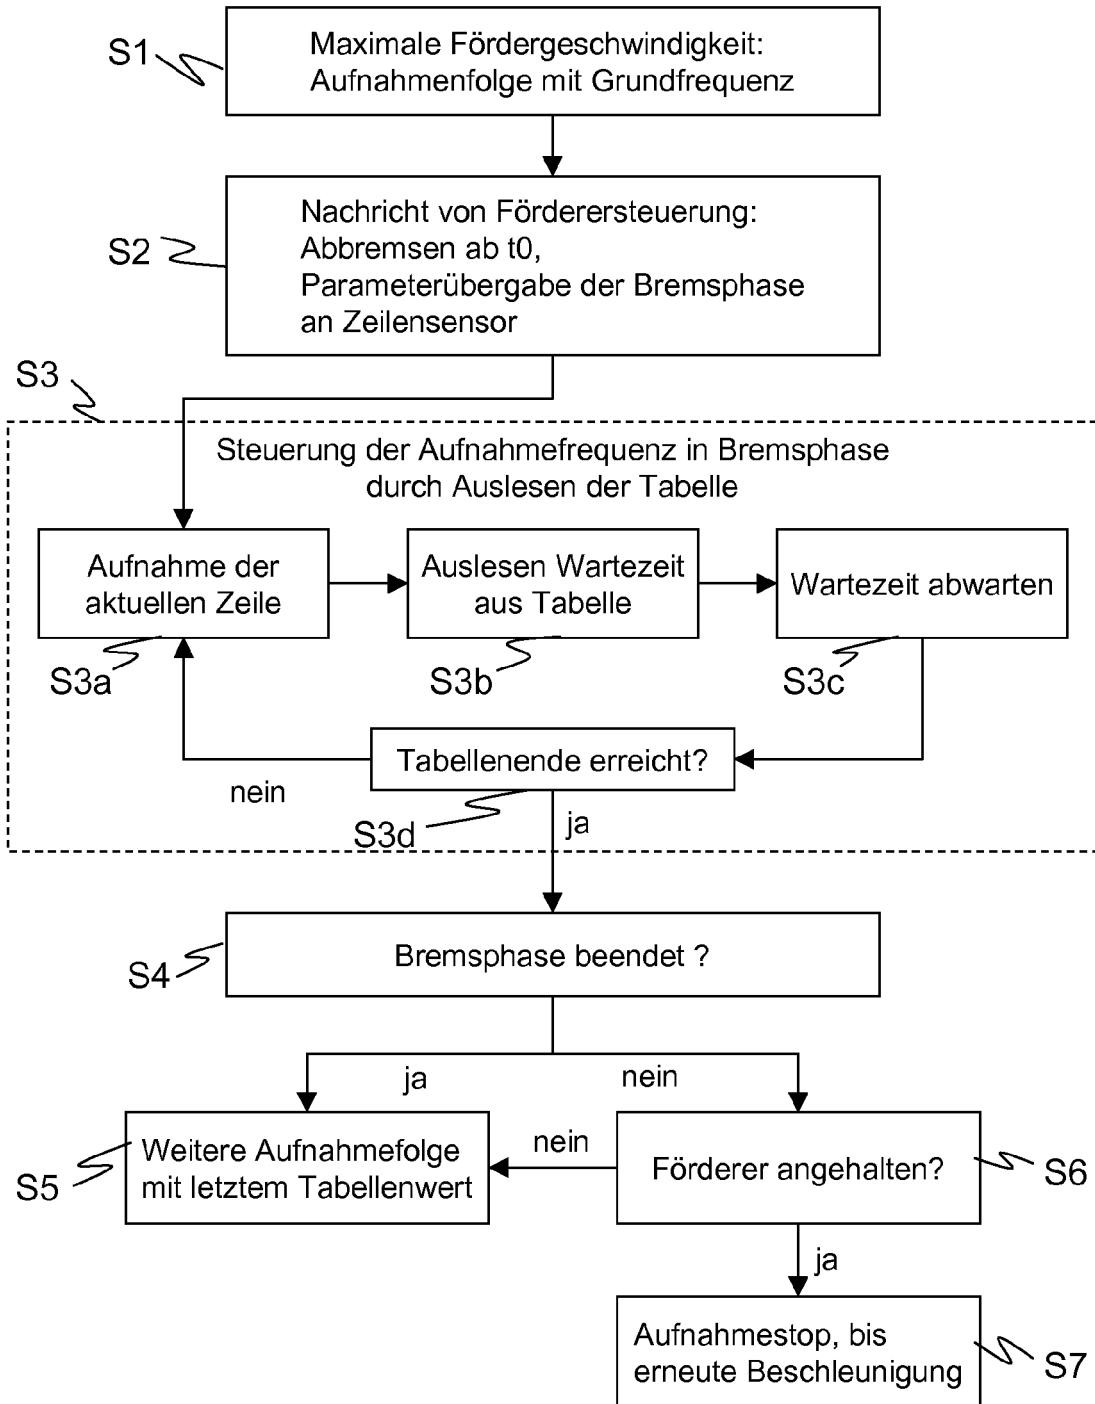 S1
Maximale Fördergeschwindigkeit:
Aufnahmenfolge mit Grundfrequenz
S2
Nachricht von Förderersteuerung:
Abbremsen ab t0,
Parameterübergabe der Bremsphase
an Zeilensensor
S3
Steuerung der Aufnahmefrequenz in Bremsphase
durch Auslesen der Tabelle
Aufnahme der
aktuellen Zeile
Auslesen Wartezeit
aus Tabelle
Wartezeit abwarten
S3a
S3b
S3c
Tabellenende erreicht?
nein
S3d
ja
Bremsphase beendet ?
S4
ja
nein
Weitere Aufnahmefolge
mit letztem Tabellenwert
S5
nein
Förderer angehalten?
S6
ja
Aufnahmestop, bis
erneute Beschleunigung
S7